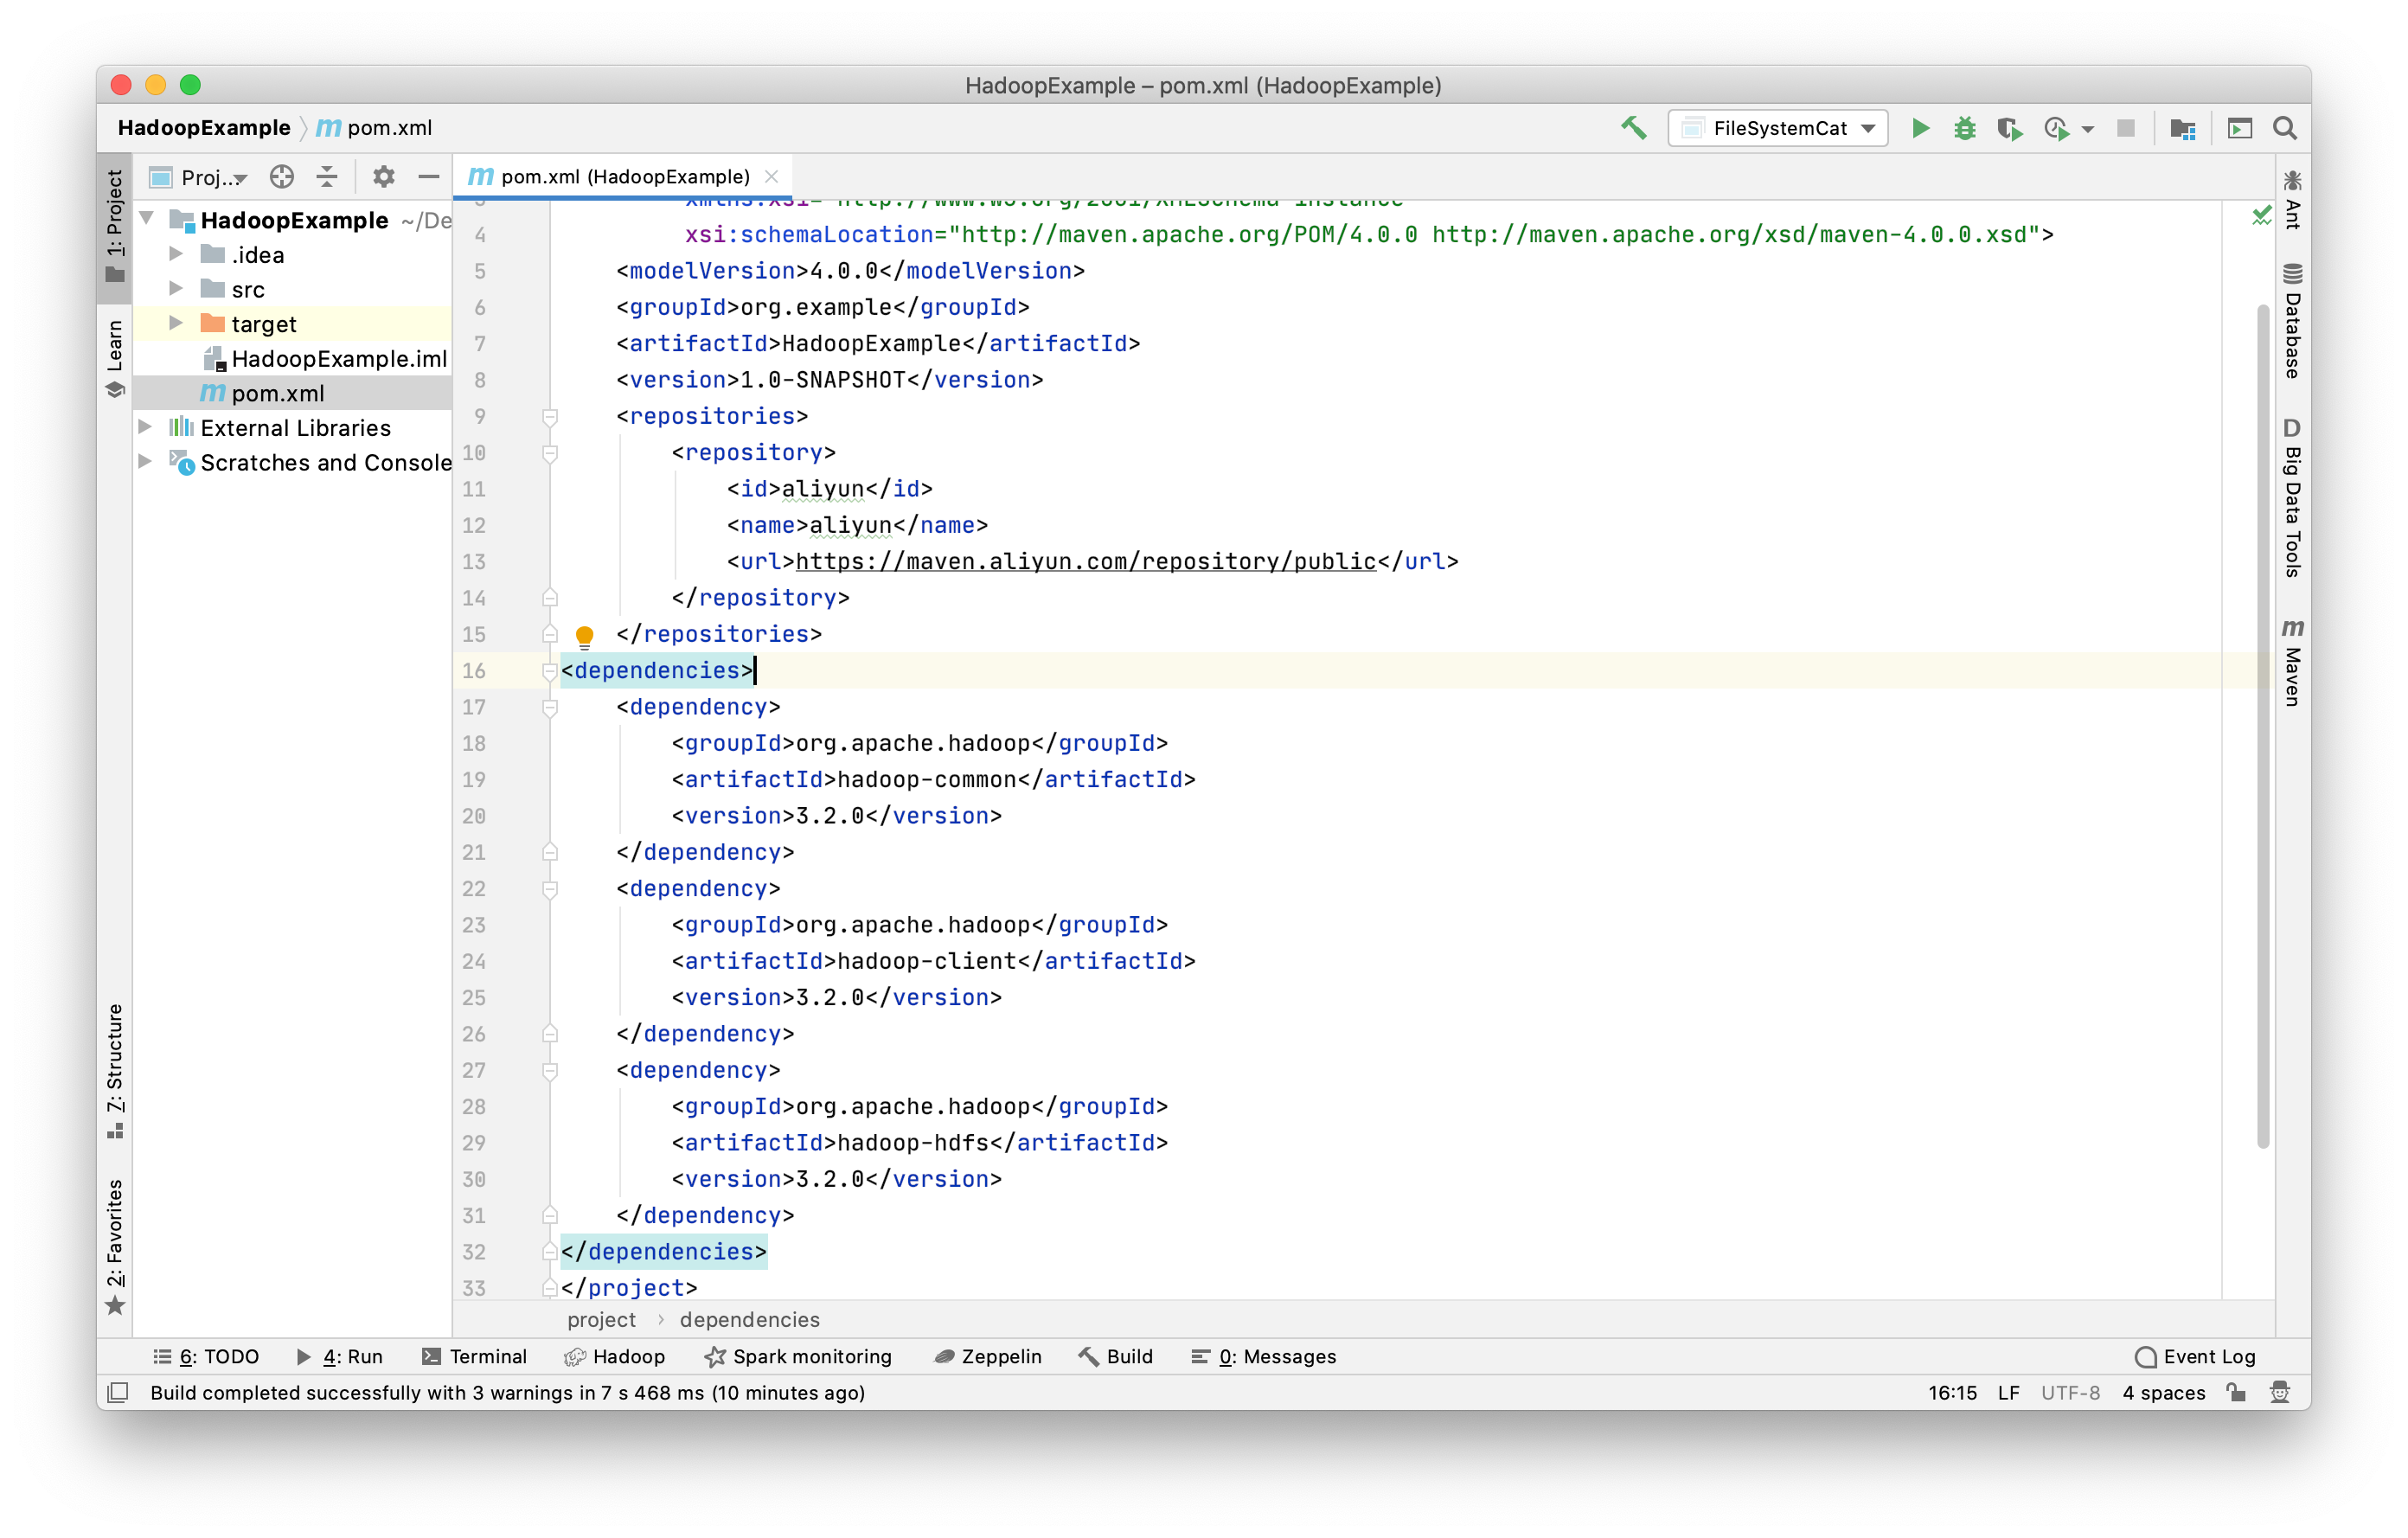 HadoopExample – pom.xml (HadoopExample)
HadoopExample
m pom.xml
FileSystemCat
1: Project
Learn
7: Structure
2: Favorites
Proj...
HadoopExample ~/De
.idea
src
target
HadoopExample.iml
m pom.xml
External Libraries
Scratches and Console
m pom.xml (HadoopExample)
3 xmlns:xsi="http://www.w3.org/2001/XMLSchema-instance"
4 xsi:schemaLocation="http://maven.apache.org/POM/4.0.0 http://maven.apache.org/xsd/maven-4.0.0.xsd">
5 <modelVersion>4.0.0</modelVersion>
6 <groupId>org.example</groupId>
7 <artifactId>HadoopExample</artifactId>
8 <version>1.0-SNAPSHOT</version>
9 <repositories>
10 <repository>
11 <id>aliyun</id>
12 <name>aliyun</name>
13 <url>https://maven.aliyun.com/repository/public</url>
14 </repository>
15 </repositories>
16 <dependencies>
17 <dependency>
18 <groupId>org.apache.hadoop</groupId>
19 <artifactId>hadoop-common</artifactId>
20 <version>3.2.0</version>
21 </dependency>
22 <dependency>
23 <groupId>org.apache.hadoop</groupId>
24 <artifactId>hadoop-client</artifactId>
25 <version>3.2.0</version>
26 </dependency>
27 <dependency>
28 <groupId>org.apache.hadoop</groupId>
29 <artifactId>hadoop-hdfs</artifactId>
30 <version>3.2.0</version>
31 </dependency>
32 </dependencies>
33 </project>
project › dependencies
Ant
Database
D Big Data Tools
m Maven
6: TODO
4: Run
Terminal
Hadoop
Spark monitoring
Zeppelin
Build
0: Messages
Event Log
Build completed successfully with 3 warnings in 7 s 468 ms (10 minutes ago)
16:15 LF UTF-8 4 spaces